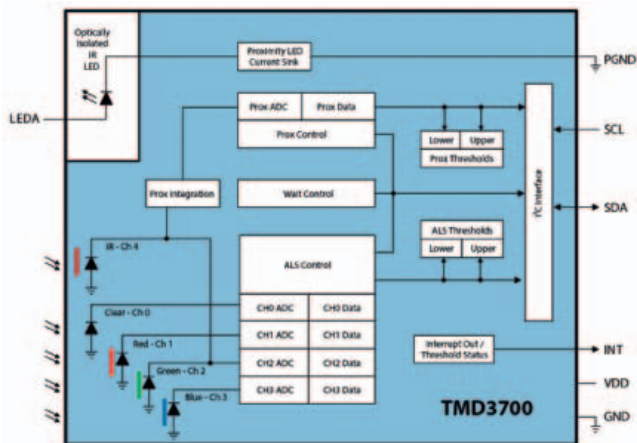 Optically
Isolated
IR
LED
LEDA
Proximity LED
Current Sink
PGND
Prox ADC
Prox Data
Prox Control
Lower
Upper
Prox Thresholds
SCL
I²C Interface
Prox Integration
Wait Control
SDA
ALS Thresholds
Lower
Upper
IR - Ch 4
ALS Control
Clear - Ch 0
CH0 ADC
CH0 Data
Red - Ch 1
CH1 ADC
CH1 Data
Interrupt Out /
Threshold Status
INT
Green - Ch 2
CH2 ADC
CH2 Data
VDD
Blue - Ch 3
CH3 ADC
CH3 Data
TMD3700
GND